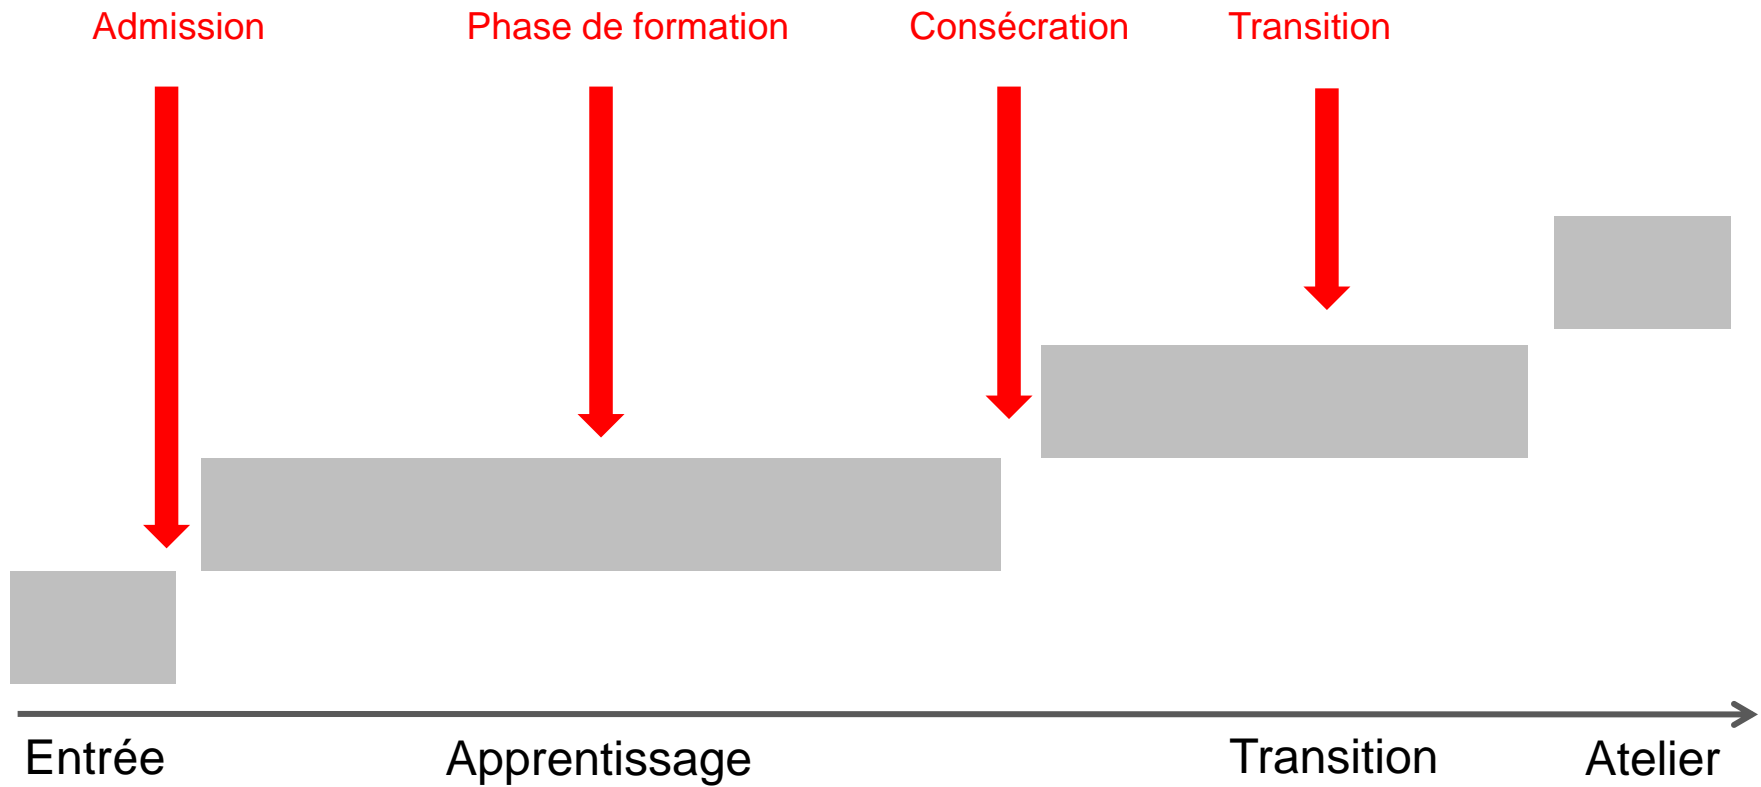 Admission
Phase de formation
Consécration
Transition
Entrée
Apprentissage
Transition
Atelier